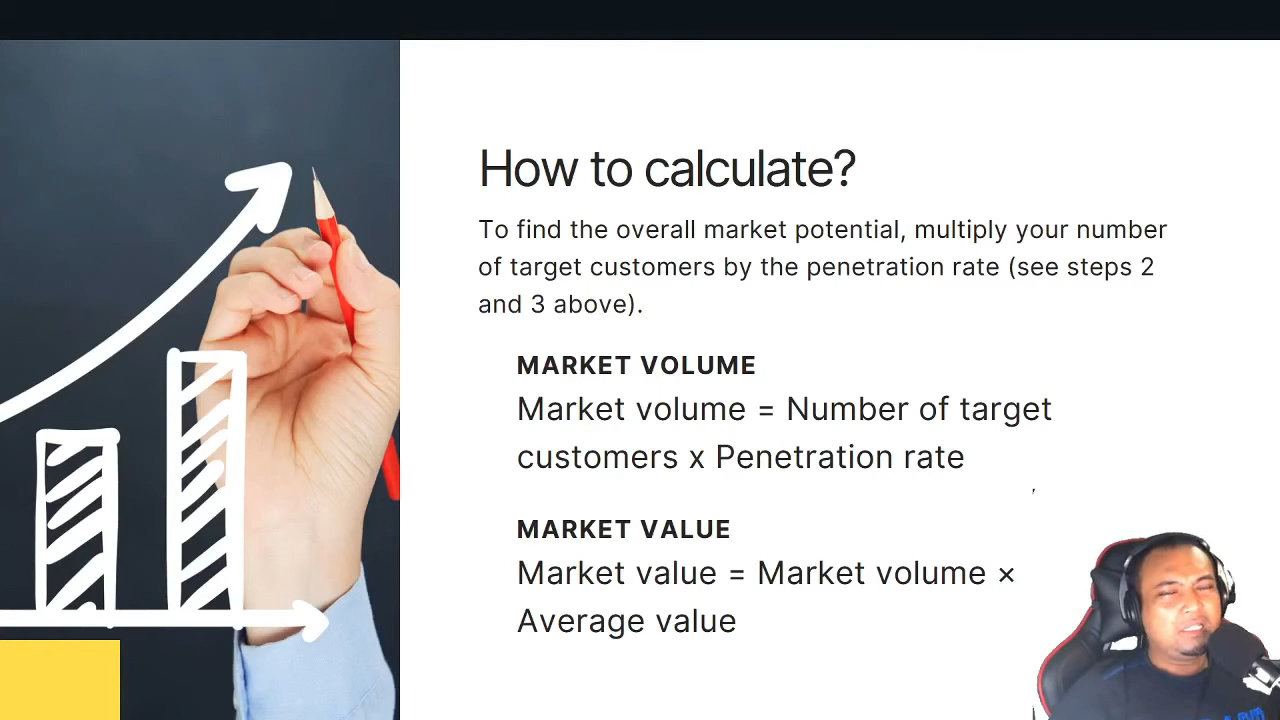 How to calculate?
To find the overall market potential, multiply your number
of target customers by the penetration rate (see steps 2
and 3 above).
MARKET VOLUME
Market volume = Number of target
customers x Penetration rate
MARKET VALUE
Market value = Market volume ×
Average value